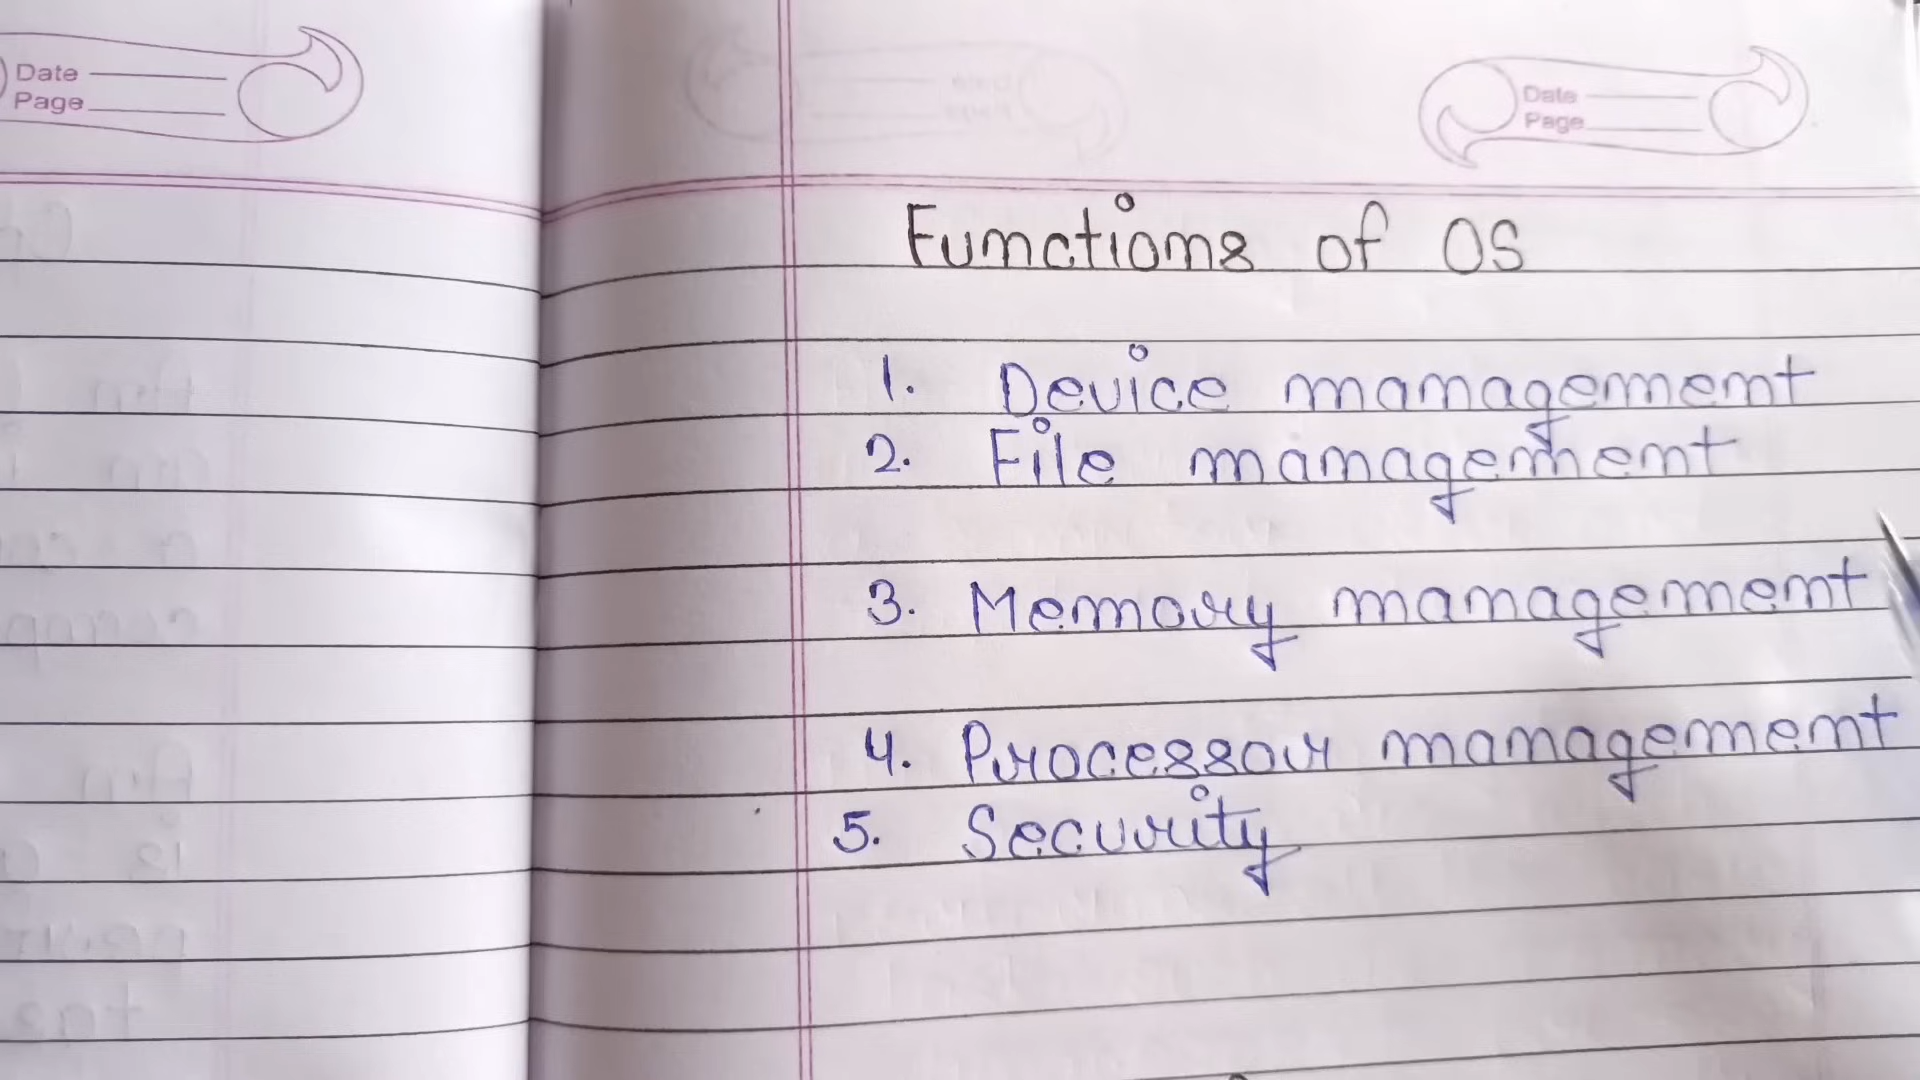 Date
Page
Date
Page
Functions of OS
1. Device management
2. File management
3. Memory management
4. Processor management
5. Security